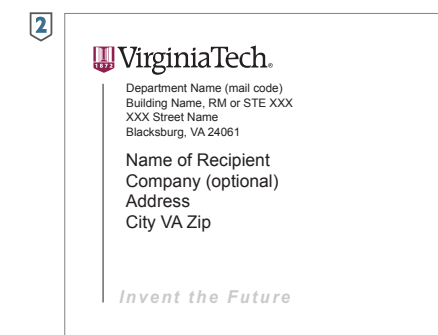 2
1872
VirginiaTech®
Department Name (mail code)
Building Name, RM or STE XXX
XXX Street Name
Blacksburg, VA 24061
Name of Recipient
Company (optional)
Address
City VA Zip
Invent the Future